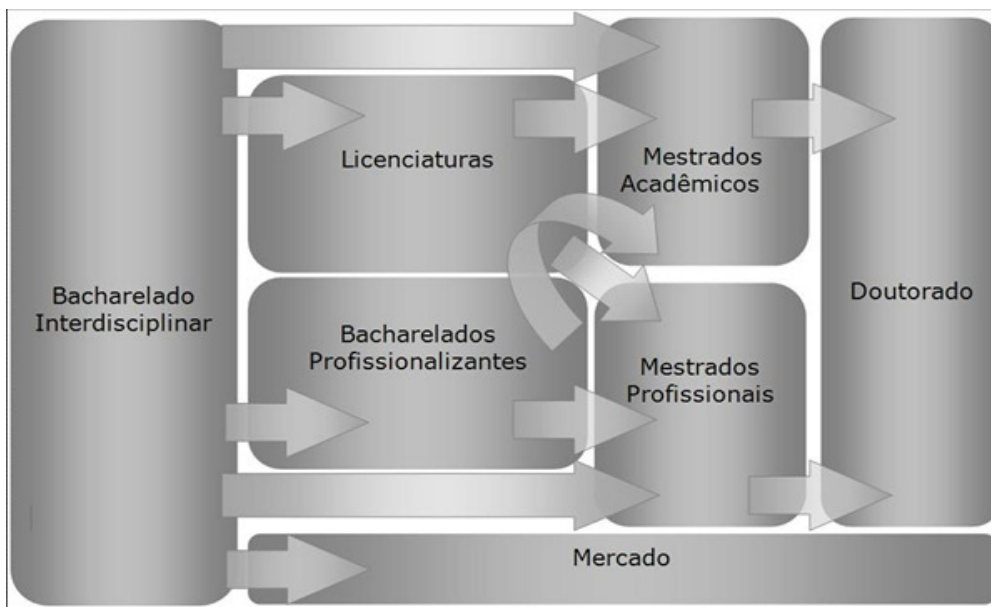 Bacharelado
Interdisciplinar
Licenciaturas
Bacharelados
Profissionalizantes
Mestrados
Acadêmicos
Mestrados
Profissionais
Doutorado
Mercado